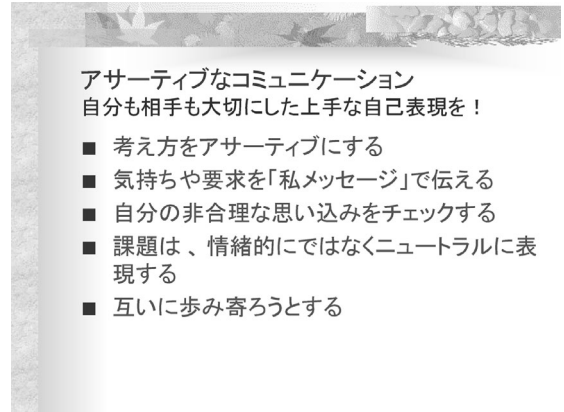 アサーティブなコミュニケーション
自分も相手も大切にした上手な自己表現を！
■ 考え方をアサーティブにする
■ 気持ちや要求を「私メッセージ」で伝える
■ 自分の非合理な思い込みをチェックする
■ 課題は、情緒的にではなくニュートラルに表
現する
■ 互いに歩み寄ろうとする